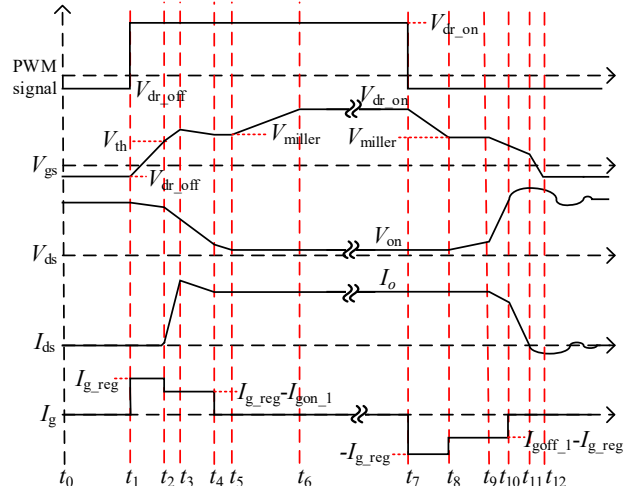 V_dr_on
PWM
signal
V_dr_off
V_dr_on
V_th
V_miller
V_miller
V_gs
V_dr_off
V_on
V_ds
I_o
I_ds
I_g_reg
I_g_reg-I_gon_1
I_g
I_goff_1-I_g_reg
-I_g_reg
t_0 t_1 t_2 t_3 t_4 t_5 t_6 t_7 t_8 t_9 t_10 t_11 t_12